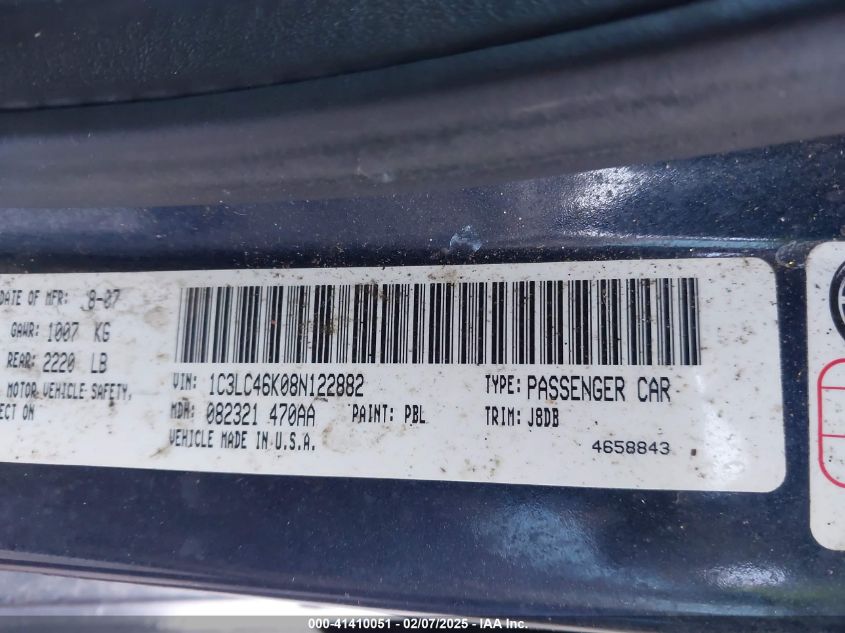 DATE OF MFR: 8-07
GAWR: 1007 KG
REAR: 2220 LB
MOTOR VEHICLE SAFETY,
ECT ON
VIN: 1C3LC46K08N122882 TYPE: PASSENGER CAR
MDH: 082321 470AA PAINT: PBL TRIM: J8DB
VEHICLE MADE IN U.S.A. 4658843
000-41410051 - 02/07/2025 - IAA Inc.